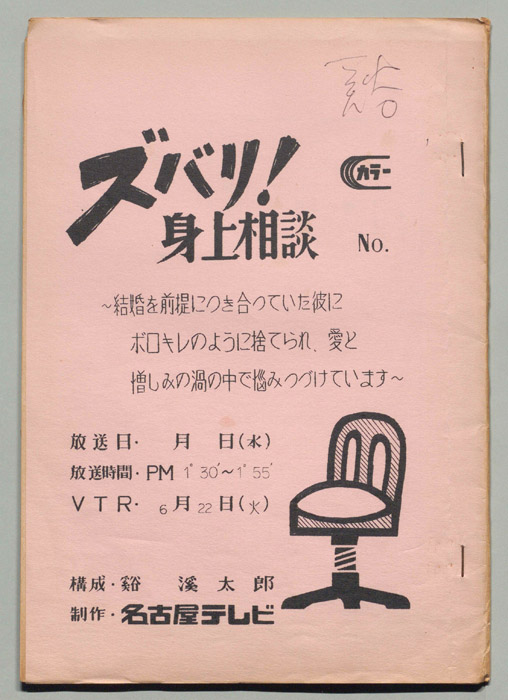 ズバリ!
カラー
身上相談 No.
~結婚を前提につき合っていた彼に
ボロキレのように捨てられ、愛と
憎しみの渦の中で悩みつづけています~
放送日・ 月 日(水)
放送時間・PM 1°30′~1°55′
VTR・ 6月22日(火)
構成・谿 渓太郎
制作・名古屋テレビ